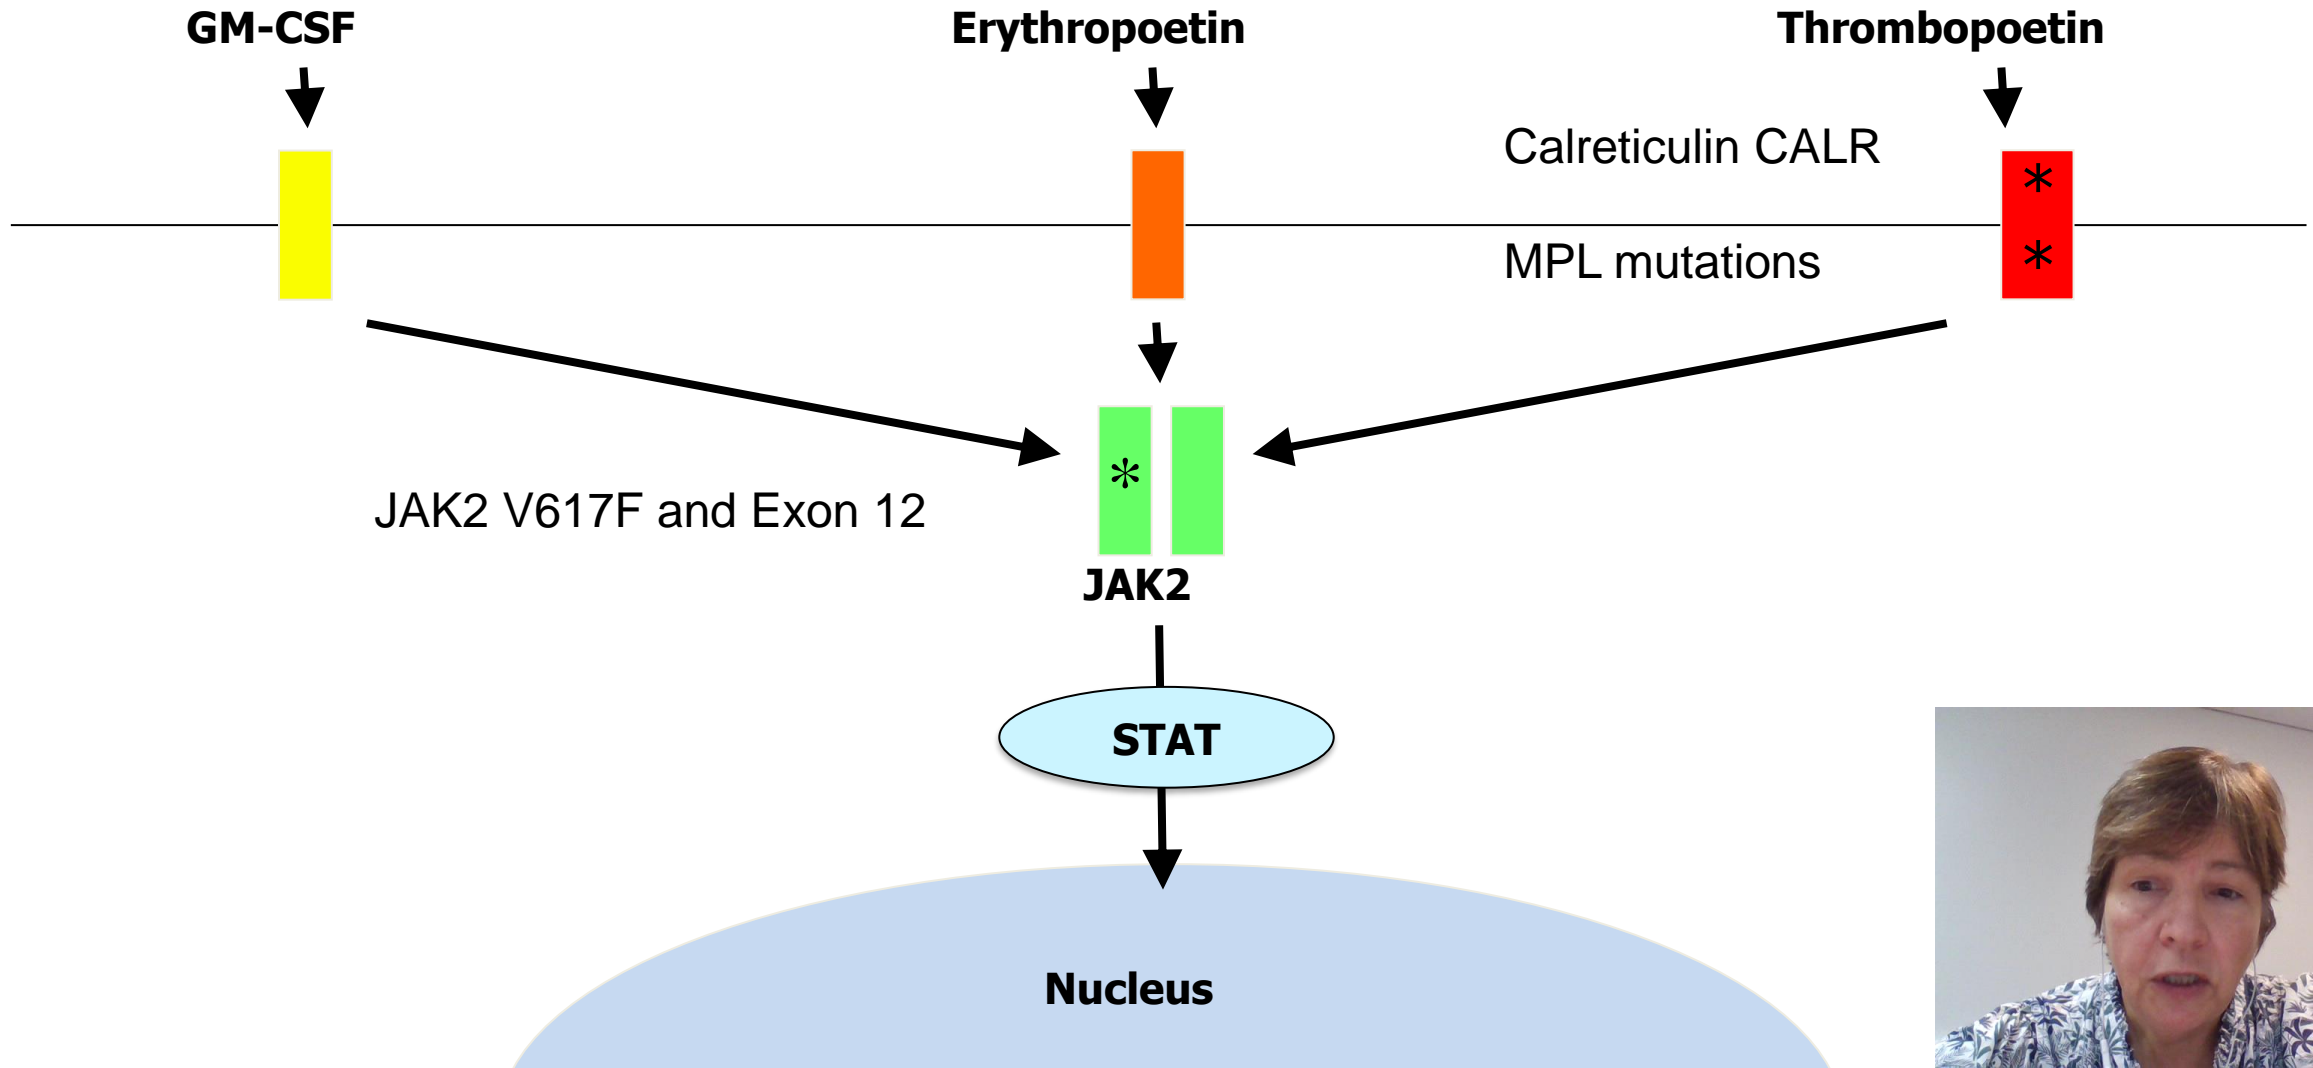 GM-CSF
Erythropoetin
Thrombopoetin
Calreticulin CALR
*
MPL mutations
*
*
JAK2 V617F and Exon 12
JAK2
STAT
Nucleus